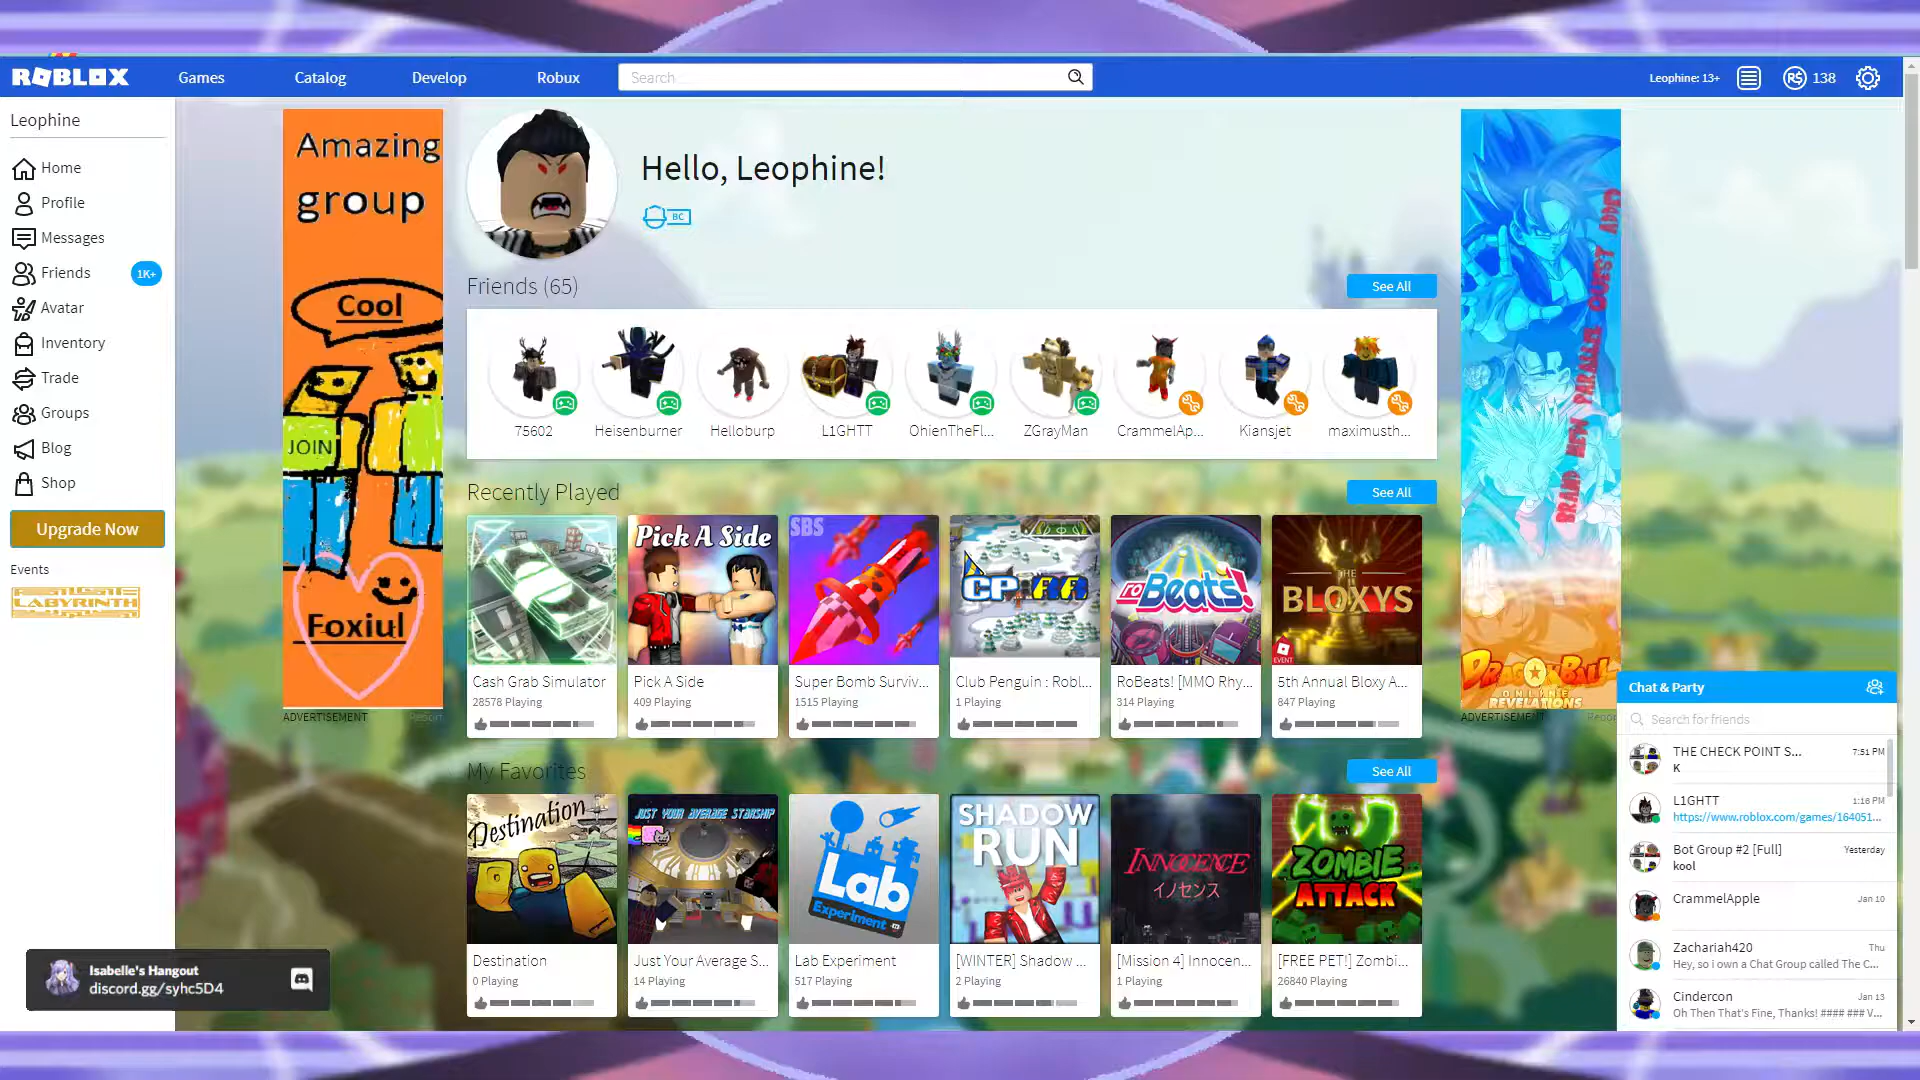 ROBLOX
Games
Catalog
Develop
Robux
Search
Leophine: 13+
R$ 138
Leophine
Home
Profile
Messages
Friends
1K+
Avatar
Inventory
Trade
Groups
Blog
Shop
Upgrade Now
Events
LABYRINTH
Amazing
group
Cool
JOIN
Foxiul
ADVERTISEMENT
Report
Hello, Leophine!
BC
Friends (65)
See All
75602
Heisenburner
Helloburp
L1GHTT
OhienTheFl...
ZGrayMan
CrammelAp...
Kiansjet
maximusth...
Recently Played
See All
Pick A Side
SBS
CP
roBeats!
THE
BLOXYS
EVENT
Cash Grab Simulator
28578 Playing
Pick A Side
409 Playing
Super Bomb Surviv...
1515 Playing
Club Penguin : Robl...
1 Playing
RoBeats! [MMO Rhy...
314 Playing
5th Annual Bloxy A...
847 Playing
My Favorites
See All
Destination
JUST YOUR AVERAGE STARSHIP
Lab
Experiment
SHADOW
RUN
INNOCENCE
イノセンス
ZOMBIE
ATTACK
Destination
0 Playing
Just Your Average S...
14 Playing
Lab Experiment
517 Playing
[WINTER] Shadow ...
2 Playing
[Mission 4] Innocen...
1 Playing
[FREE PET!] Zombi...
26840 Playing
BRAND NEW PARALLEL QUEST ADDED
DRAGON BALL
ONLINE
REVELATIONS
ADVERTISEMENT
Chat & Party
Search for friends
THE CHECK POINT S...
7:51 PM
K
L1GHTT
1:16 PM
https://www.roblox.com/games/164051...
Bot Group #2 [Full]
Yesterday
kool
CrammelApple
Jan 10
Zachariah420
Thu
Hey, so i own a Chat Group called The C...
Cindercon
Jan 13
Oh Then That's Fine, Thanks! #### ### V...
Isabelle's Hangout
discord.gg/syhc5D4